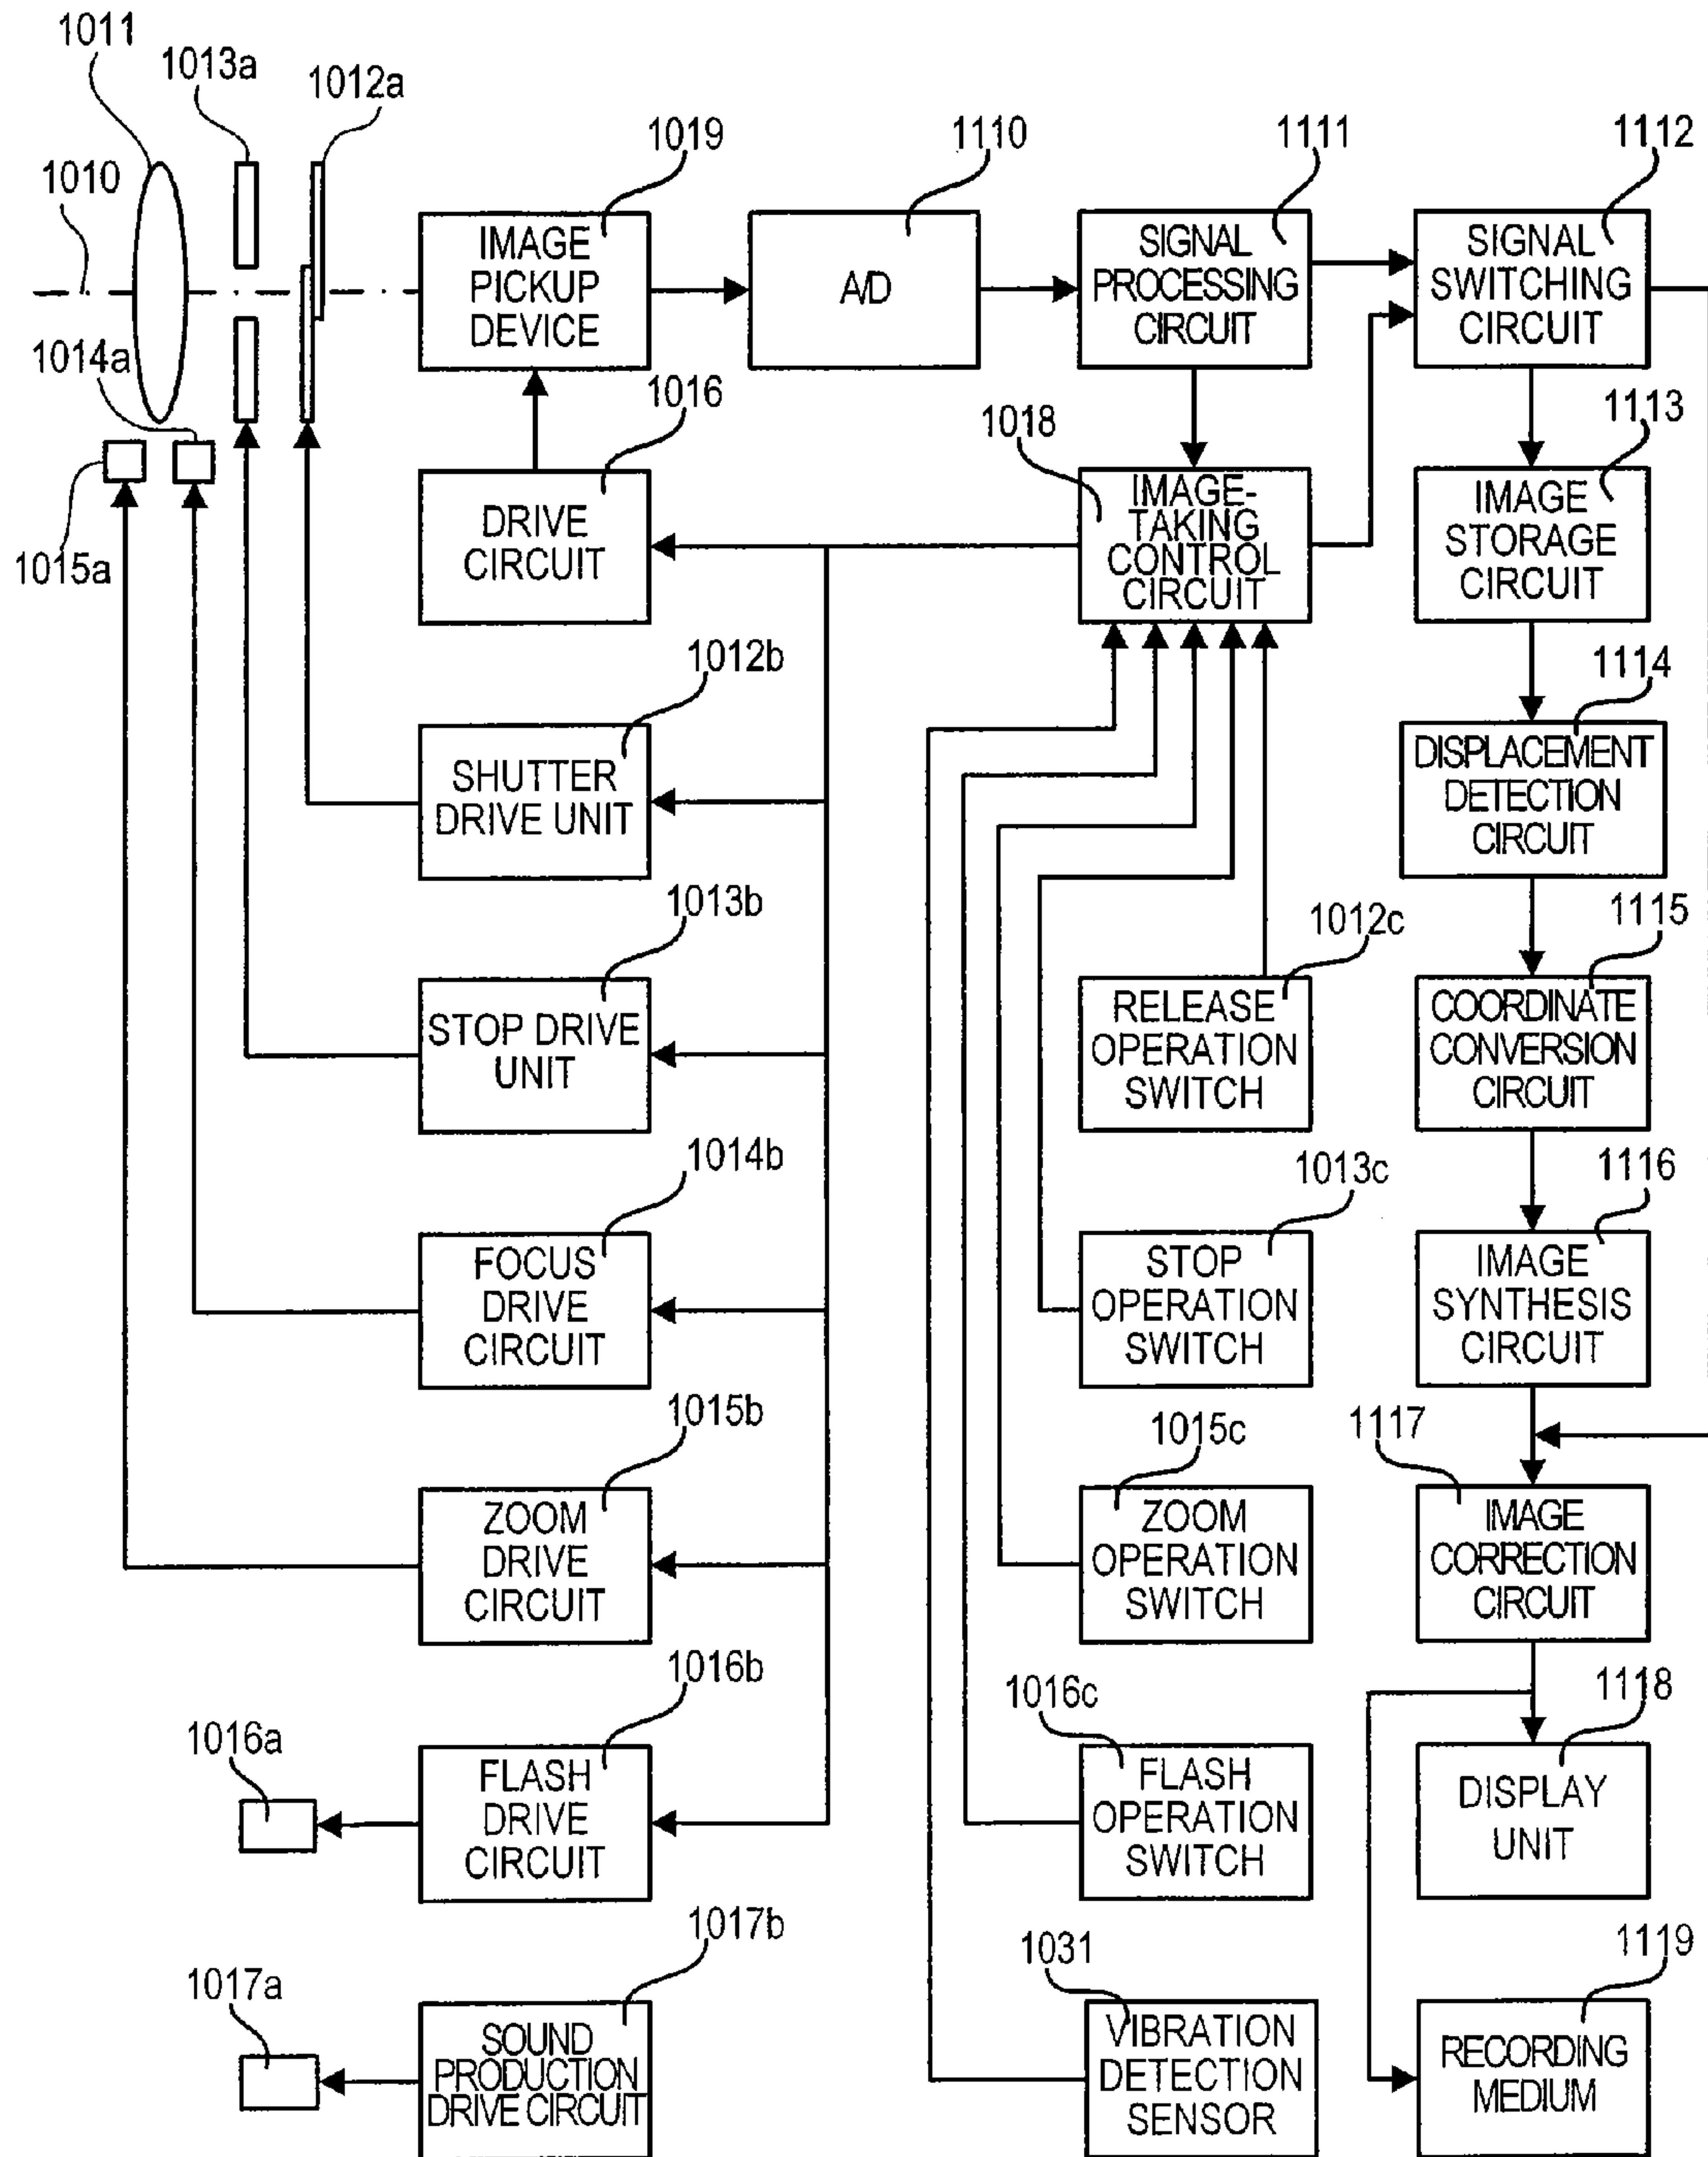 1011
1013a
1012a
1010
1014a
1015a
1019
IMAGE
PICKUP
DEVICE
1110
A/D
1111
SIGNAL
PROCESSING
CIRCUIT
1112
SIGNAL
SWITCHING
CIRCUIT
1016
DRIVE
CIRCUIT
1018
IMAGE-
TAKING
CONTROL
CIRCUIT
1113
IMAGE
STORAGE
CIRCUIT
1012b
SHUTTER
DRIVE UNIT
1114
DISPLACEMENT
DETECTION
CIRCUIT
1013b
STOP DRIVE
UNIT
1012c
RELEASE
OPERATION
SWITCH
1115
COORDINATE
CONVERSION
CIRCUIT
1014b
FOCUS
DRIVE
CIRCUIT
1013c
STOP
OPERATION
SWITCH
1116
IMAGE
SYNTHESIS
CIRCUIT
1015b
ZOOM
DRIVE
CIRCUIT
1015c
ZOOM
OPERATION
SWITCH
1117
IMAGE
CORRECTION
CIRCUIT
1016a
1016b
FLASH
DRIVE
CIRCUIT
1016c
FLASH
OPERATION
SWITCH
1118
DISPLAY
UNIT
1017a
1017b
SOUND
PRODUCTION
DRIVE CIRCUIT
1031
VIBRATION
DETECTION
SENSOR
1119
RECORDING
MEDIUM